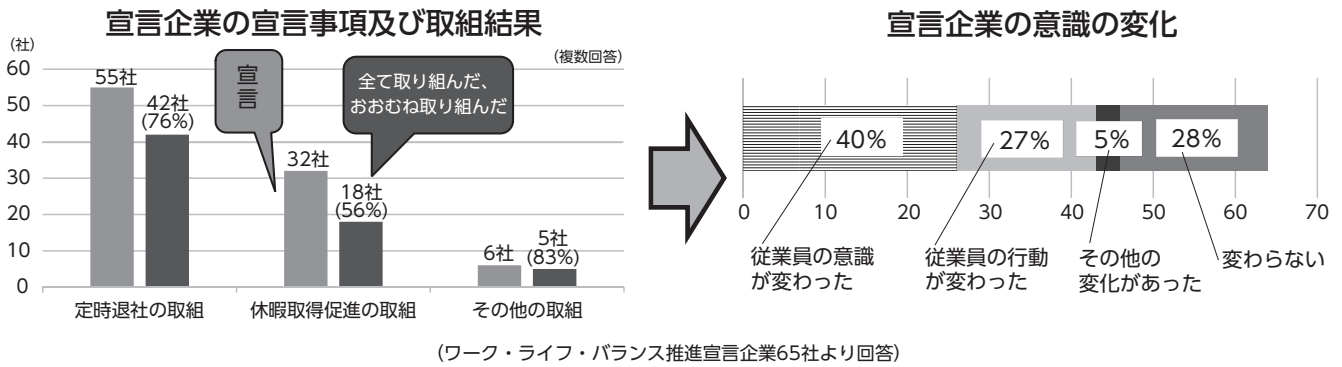 宣言企業の宣言事項及び取組結果
(社)
(複数回答)
60
50
40
30
20
10
0
55社
42社
(76%)
宣
言
全て取り組んだ、
おおむね取り組んだ
32社
18社
(56%)
6社
5社
(83%)
定時退社の取組
休暇取得促進の取組
その他の取組
宣言企業の意識の変化
40%
27%
5%
28%
0
10
20
30
40
50
60
70
従業員の意識
が変わった
従業員の行動
が変わった
その他の
変化があった
変わらない
(ワーク・ライフ・バランス推進宣言企業65社より回答)